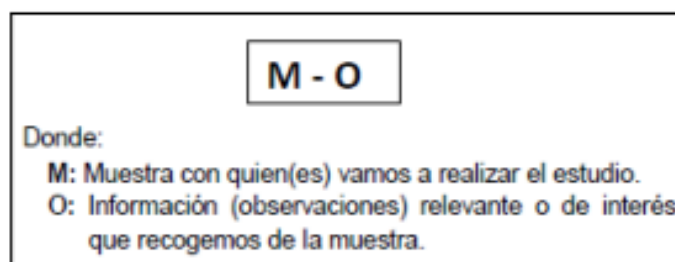 M - O
Donde:
M: Muestra con quien(es) vamos a realizar el estudio.
O: Información (observaciones) relevante o de interés
que recogemos de la muestra.